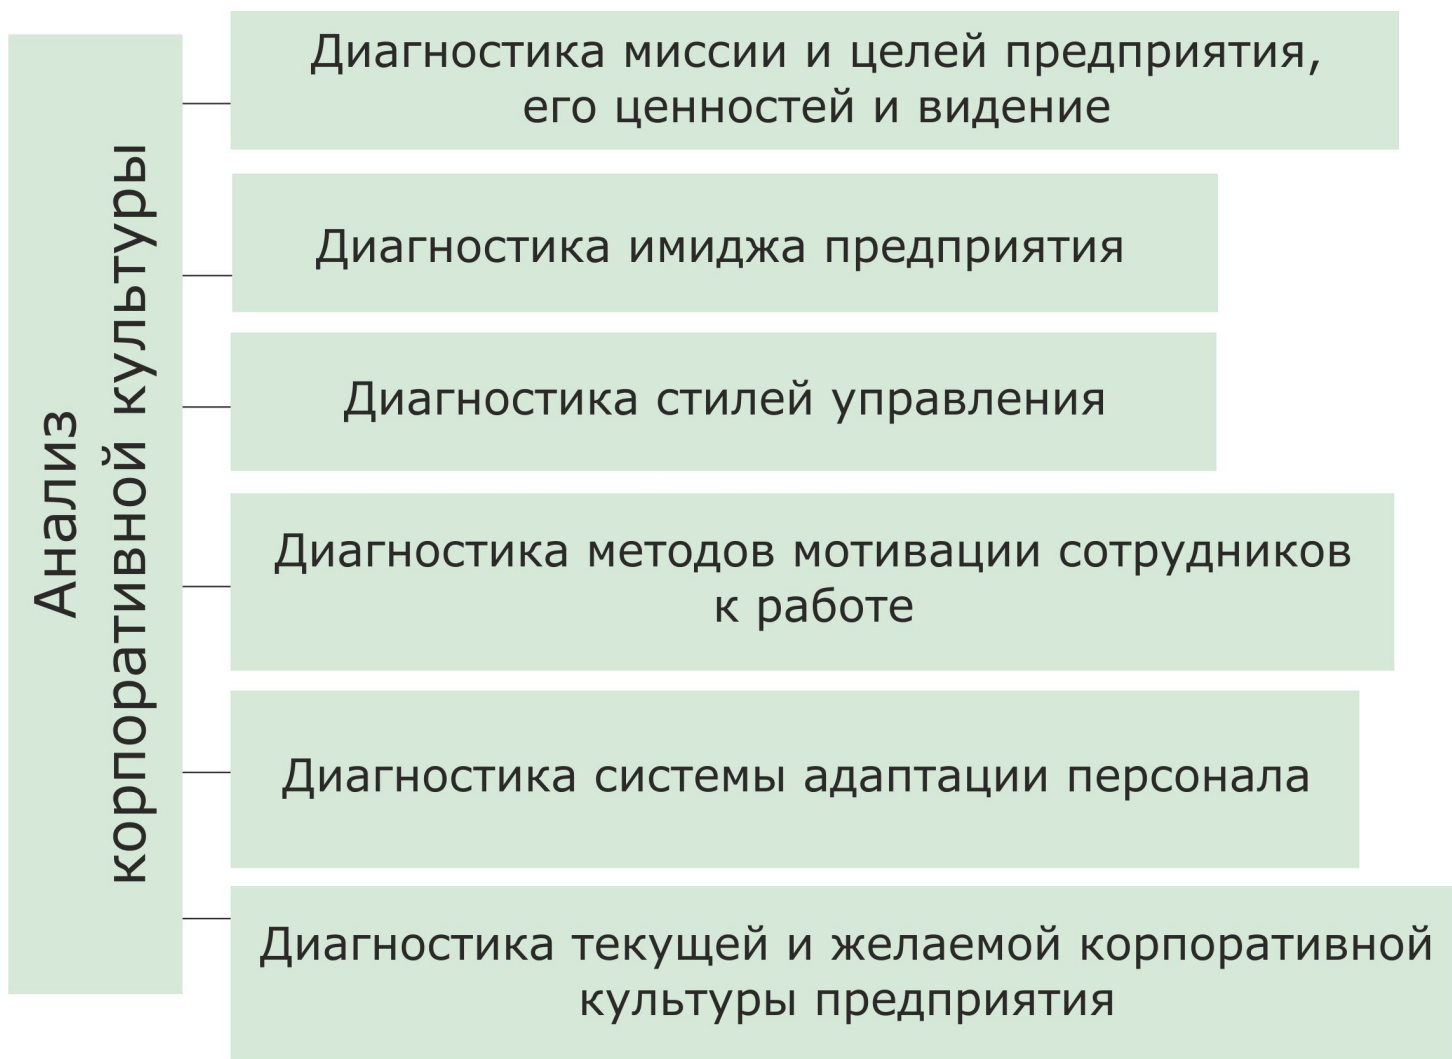 Анализ
корпоративной культуры
Диагностика миссии и целей предприятия,
его ценностей и видение
Диагностика имиджа предприятия
Диагностика стилей управления
Диагностика методов мотивации сотрудников
к работе
Диагностика системы адаптации персонала
Диагностика текущей и желаемой корпоративной
культуры предприятия